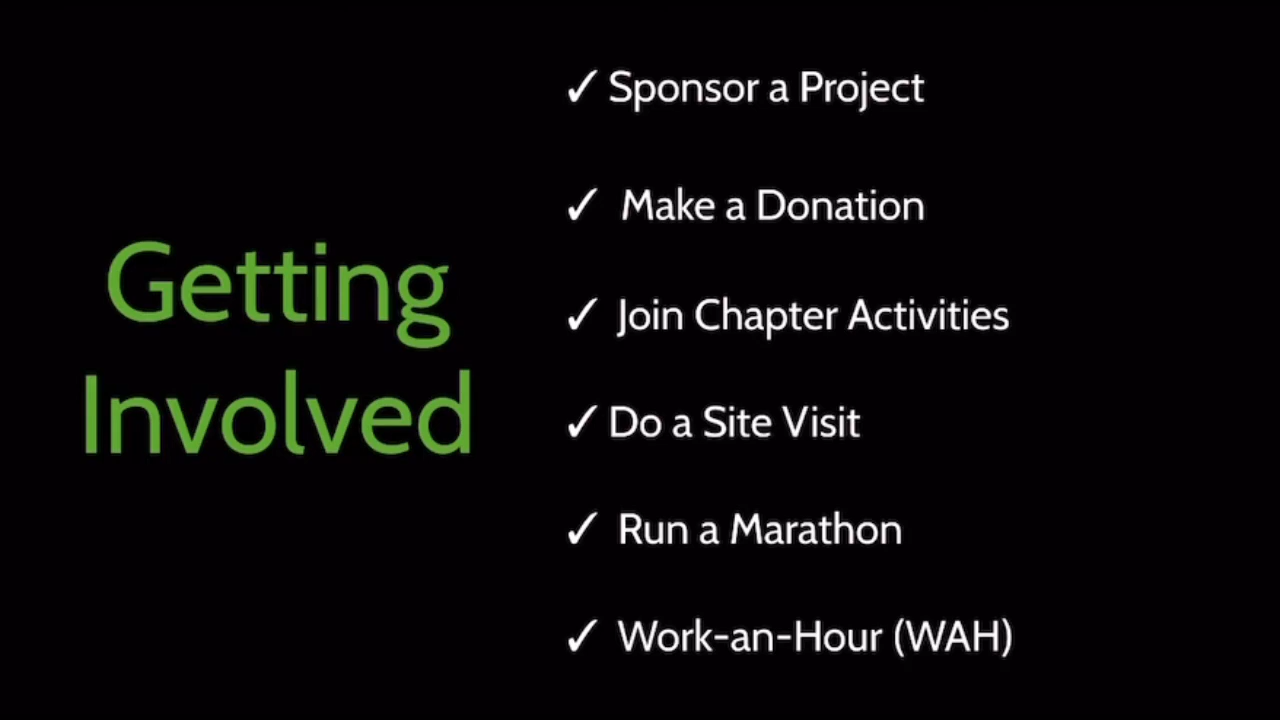 Getting
Involved
✓ Sponsor a Project
✓ Make a Donation
✓ Join Chapter Activities
✓ Do a Site Visit
✓ Run a Marathon
✓ Work-an-Hour (WAH)